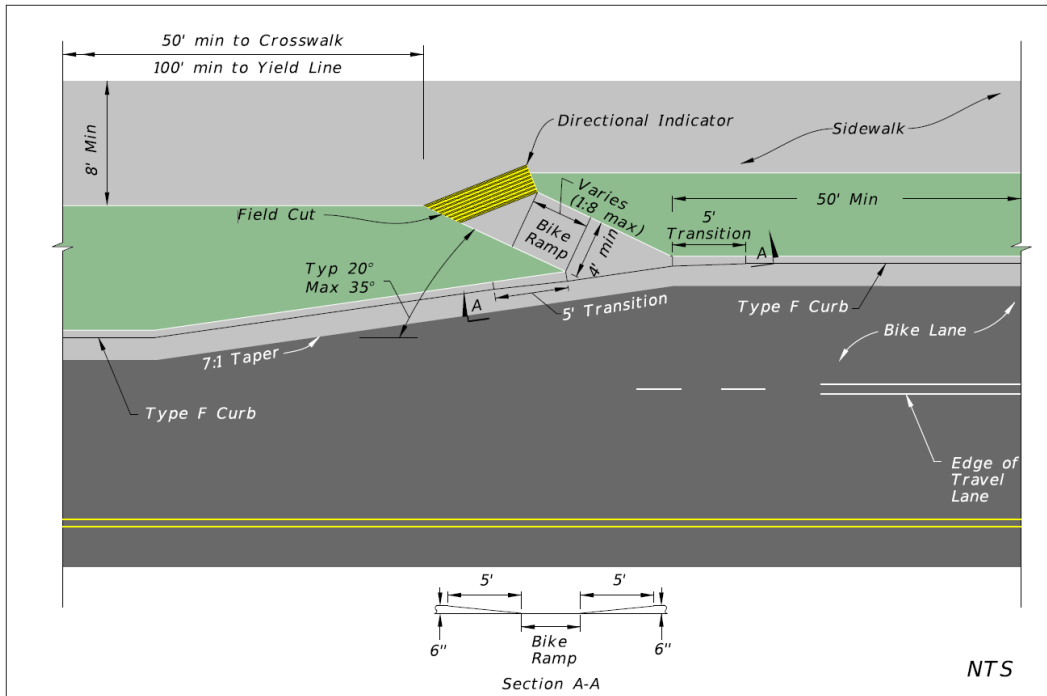 50' min to Crosswalk
100' min to Yield Line
8' Min
Directional Indicator
Sidewalk
Field Cut
Varies
(1:8 max)
Bike
Ramp
4' min
50' Min
5'
Transition
A
Typ 20°
Max 35°
A
5' Transition
Type F Curb
Bike Lane
7:1 Taper
Type F Curb
Edge of
Travel
Lane
5'
5'
6"
Bike
Ramp
6"
Section A-A
NTS